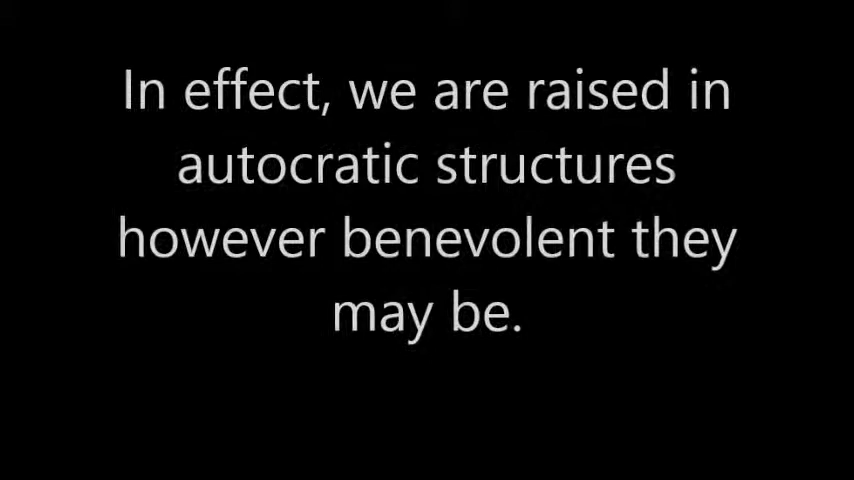 In effect, we are raised in
autocratic structures
however benevolent they
may be.